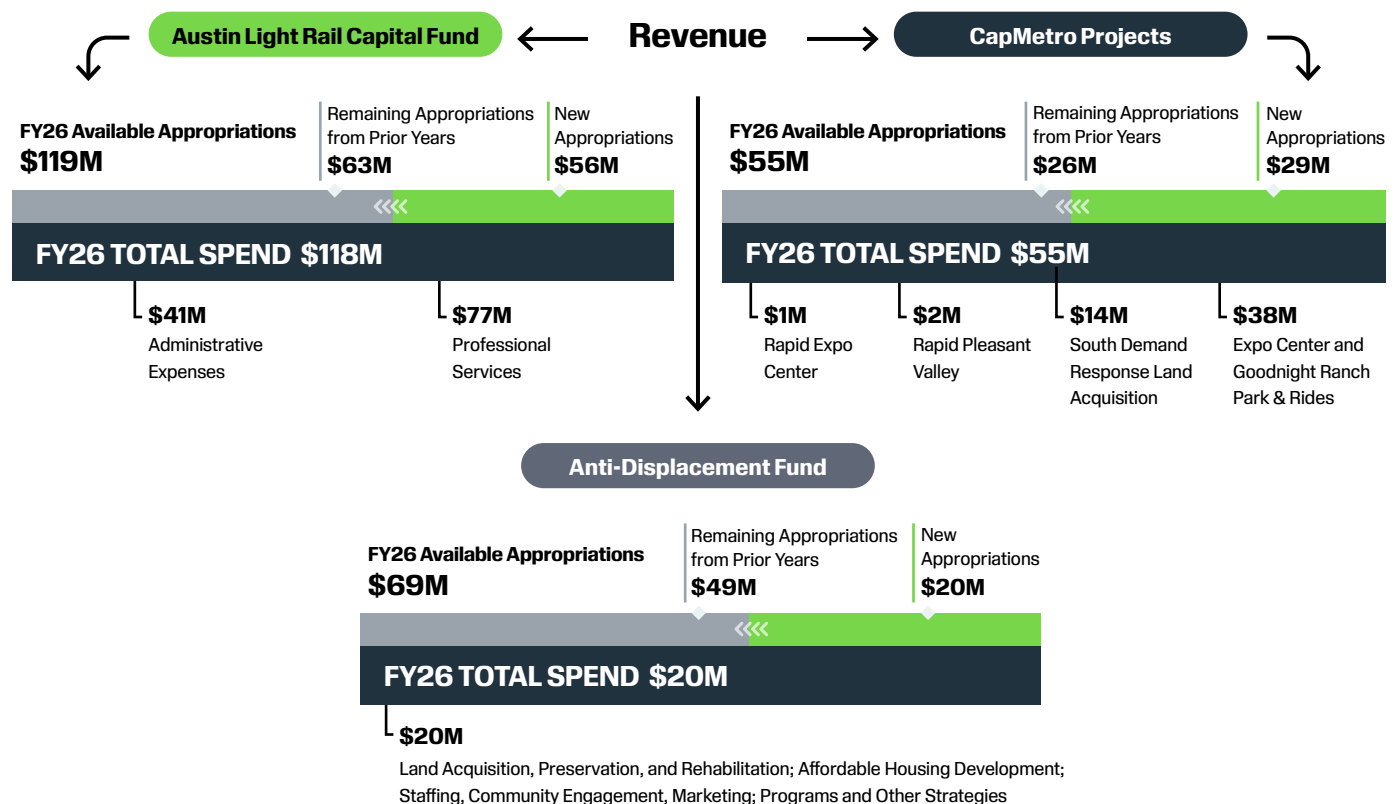 Revenue
Austin Light Rail Capital Fund
FY26 Available Appropriations
$119M
Remaining Appropriations
from Prior Years
$63M
New
Appropriations
$56M
FY26 TOTAL SPEND $118M
$41M
Administrative
Expenses
$77M
Professional
Services
CapMetro Projects
FY26 Available Appropriations
$55M
Remaining Appropriations
from Prior Years
$26M
New
Appropriations
$29M
FY26 TOTAL SPEND $55M
$1M
Rapid Expo
Center
$2M
Rapid Pleasant
Valley
$14M
South Demand
Response Land
Acquisition
$38M
Expo Center and
Goodnight Ranch
Park & Rides
Anti-Displacement Fund
FY26 Available Appropriations
$69M
Remaining Appropriations
from Prior Years
$49M
New
Appropriations
$20M
FY26 TOTAL SPEND $20M
$20M
Land Acquisition, Preservation, and Rehabilitation; Affordable Housing Development;
Staffing, Community Engagement, Marketing; Programs and Other Strategies